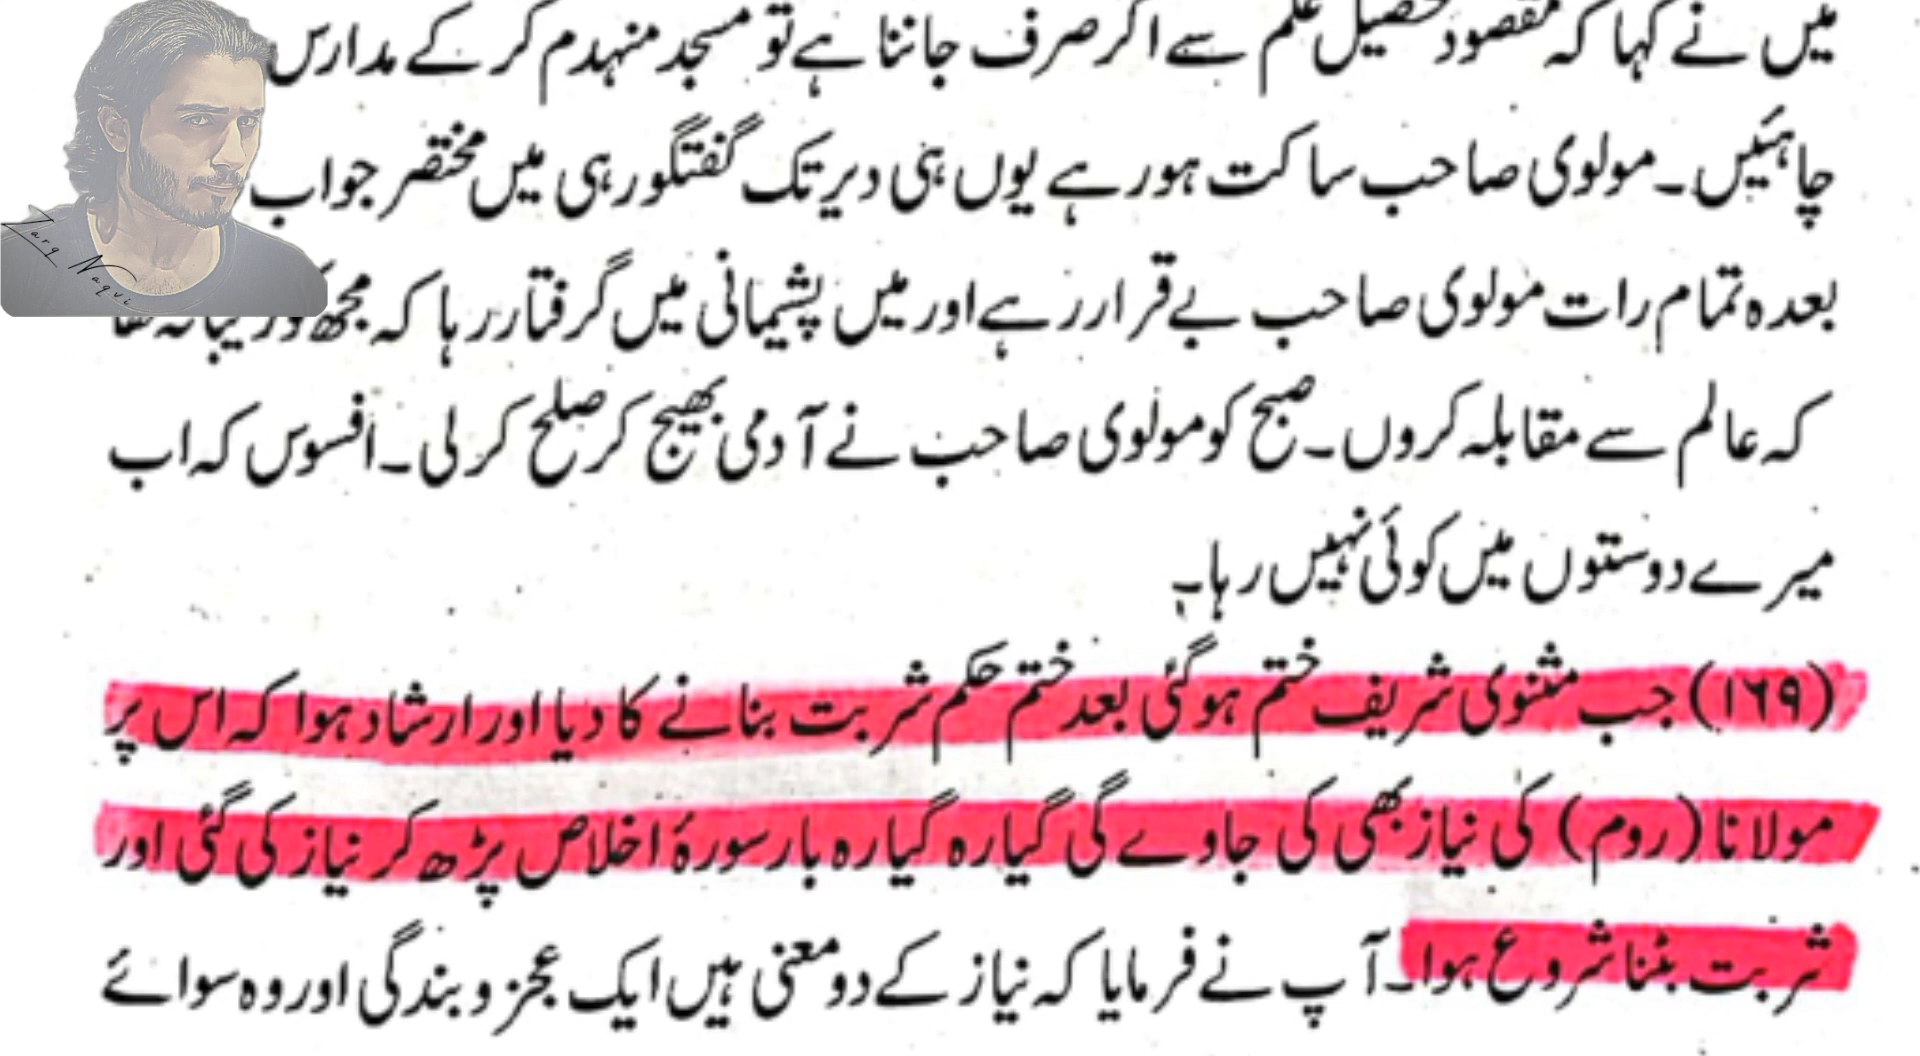 میں نے کہا کہ مقصود تحصیل علم سے اگر صرف جاننا ہے تو مسجد منہدم کر کے مدارس
چاہئیں۔ مولوی صاحب ساکت ہو رہے یوں ہی دیر تک گفتگو رہی میں مختصر جواب
بعدہ تمام رات مولوی صاحب بے قرار رہے اور میں پشیمانی میں گرفتار رہا کہ مجھ کو
کہ عالم سے مقابلہ کروں۔ صبح کو مولوی صاحب نے آدمی بھیج کر صلح کر لی۔ افسوس کہ اب
میرے دوستوں میں کوئی نہیں رہا۔
(۱۶۹) جب مثنوی شریف ختم ہو گئی بعد ختم حکم شربت بنانے کا دیا اور ارشاد ہوا کہ اس پر
مولانا (روم) کی نیاز بھی کی جاوے گی گیارہ گیارہ بار سورۂ اخلاص پڑھ کر نیاز کی گئی اور
شربت بٹنا شروع ہوا۔ آپ نے فرمایا کہ نیاز کے دو معنی ہیں ایک عجز و بندگی اور وہ سوائے
Zarq Naqvi